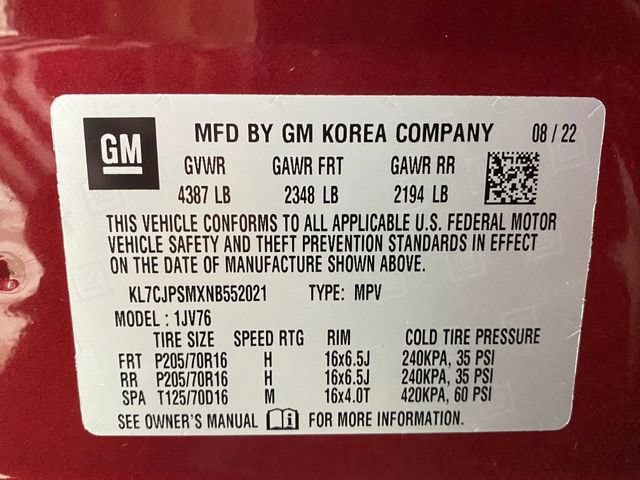 GM MFD BY GM KOREA COMPANY 08 / 22
GVWR GAWR FRT GAWR RR
4387 LB 2348 LB 2194 LB
THIS VEHICLE CONFORMS TO ALL APPLICABLE U.S. FEDERAL MOTOR
VEHICLE SAFETY AND THEFT PREVENTION STANDARDS IN EFFECT
ON THE DATE OF MANUFACTURE SHOWN ABOVE.
KL7CJPSMXNB552021 TYPE: MPV
MODEL : 1JV76
TIRE SIZE SPEED RTG RIM COLD TIRE PRESSURE
FRT P205/70R16 H 16x6.5J 240KPA, 35 PSI
RR P205/70R16 H 16x6.5J 240KPA, 35 PSI
SPA T125/70D16 M 16x4.0T 420KPA, 60 PSI
SEE OWNER'S MANUAL FOR MORE INFORMATION.